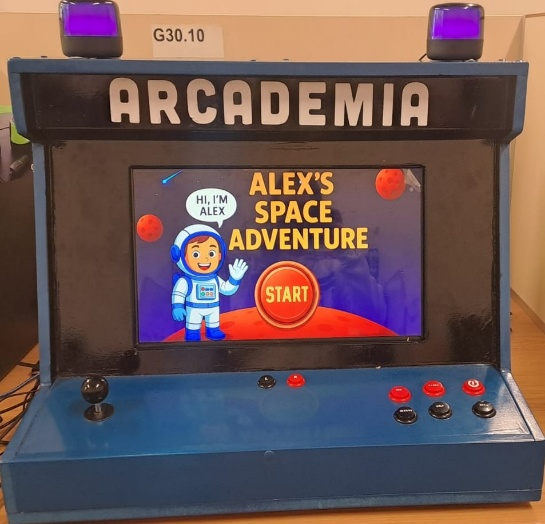 G30.10
ARCADEMIA
HI, I'M
ALEX
ALEX'S
SPACE
ADVENTURE
START